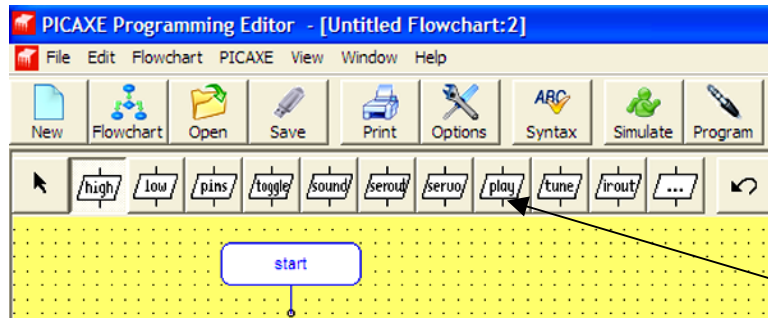 PICAXE Programming Editor - [Untitled Flowchart:2]
File Edit Flowchart PICAXE View Window Help
ABC
New Flowchart Open Save Print Options Syntax Simulate Program
high low pins toggle sound serout servo play tune irout ...
start